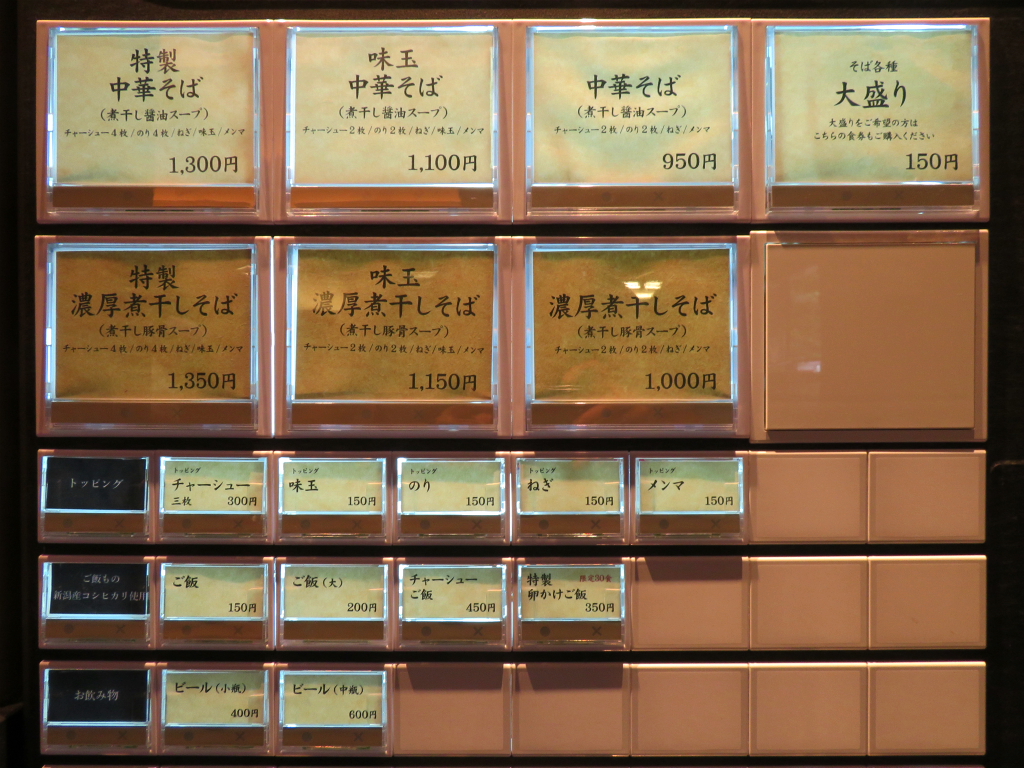 特製
中華そば
(煮干し醤油スープ)
チャーシュー4枚/のり4枚/ねぎ/味玉/メンマ
1,300円
味玉
中華そば
(煮干し醤油スープ)
チャーシュー2枚/のり2枚/ねぎ/味玉/メンマ
1,100円
中華そば
(煮干し醤油スープ)
チャーシュー2枚/のり2枚/ねぎ/メンマ
950円
そば各種
大盛り
大盛りをご希望の方は
こちらの食券もご購入ください
150円
特製
濃厚煮干しそば
(煮干し豚骨スープ)
チャーシュー4枚/のり4枚/ねぎ/味玉/メンマ
1,350円
味玉
濃厚煮干しそば
(煮干し豚骨スープ)
チャーシュー2枚/のり2枚/ねぎ/味玉/メンマ
1,150円
濃厚煮干しそば
(煮干し豚骨スープ)
チャーシュー2枚/のり2枚/ねぎ/メンマ
1,000円
トッピング
トッピング
チャーシュー
三枚 300円
トッピング
味玉
150円
トッピング
のり
150円
トッピング
ねぎ
150円
トッピング
メンマ
150円
ご飯もの
新潟産コシヒカリ使用
ご飯
150円
ご飯(大)
200円
チャーシュー
ご飯
450円
特製 限定30食
卵かけご飯
350円
お飲み物
ビール(小瓶)
400円
ビール(中瓶)
600円